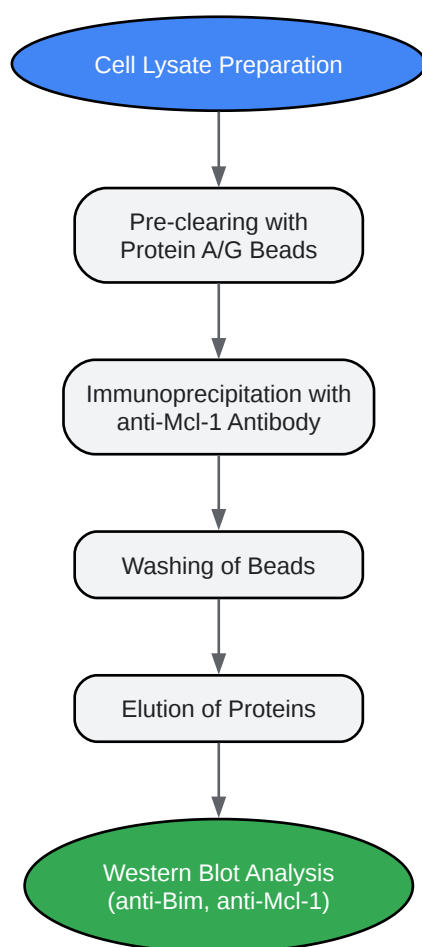 Cell Lysate Preparation
Pre-clearing with
Protein A/G Beads
Immunoprecipitation with
anti-Mcl-1 Antibody
Washing of Beads
Elution of Proteins
Western Blot Analysis
(anti-Bim, anti-Mcl-1)